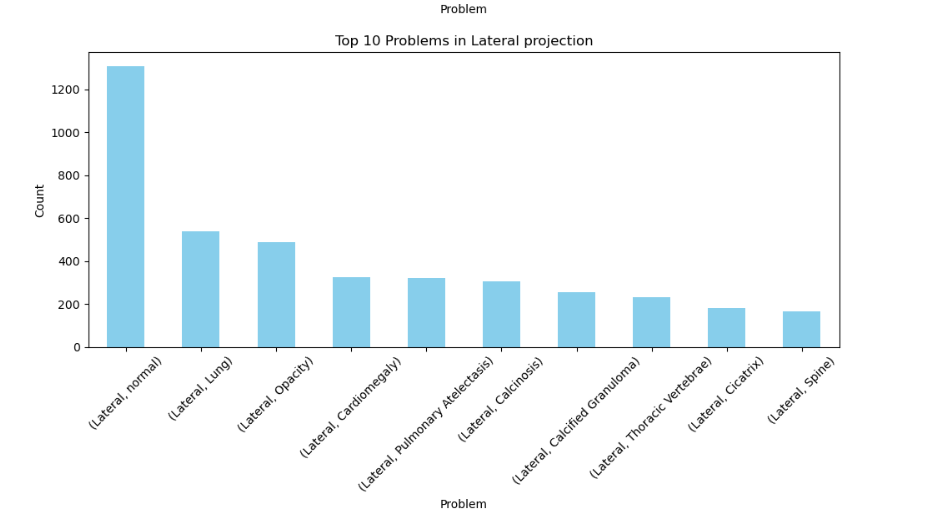 Problem
Top 10 Problems in Lateral projection
1200
1000
800
600
400
200
0
Count
(Lateral, normal)
(Lateral, Lung)
(Lateral, Opacity)
(Lateral, Cardiomegaly)
(Lateral, Pulmonary Atelectasis)
(Lateral, Calcinosis)
(Lateral, Calcified Granuloma)
(Lateral, Thoracic Vertebrae)
(Lateral, Cicatrix)
(Lateral, Spine)
Problem